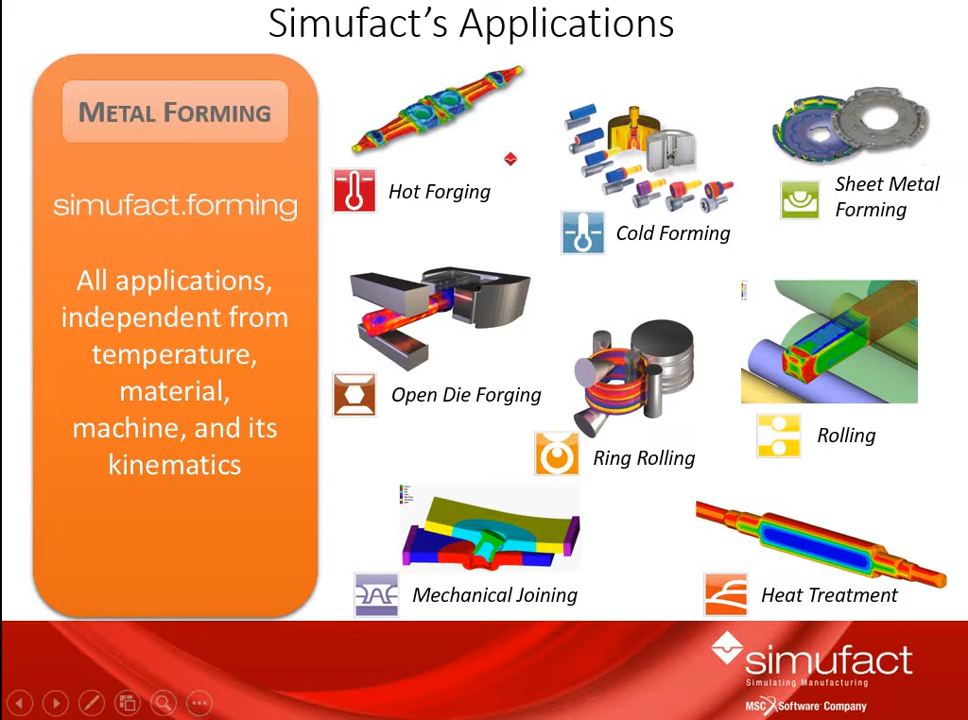 Simufact's Applications
METAL FORMING
simufact.forming
All applications,
independent from
temperature,
material,
machine, and its
kinematics
Hot Forging
Cold Forming
Sheet Metal
Forming
Open Die Forging
Ring Rolling
Rolling
Mechanical Joining
Heat Treatment
simufact
Simulating Manufacturing
MSC Software Company